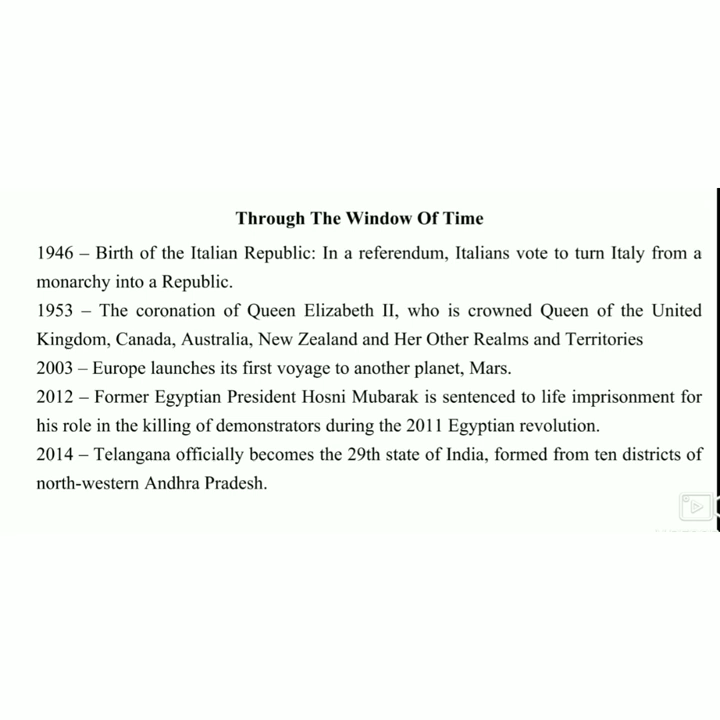 Through The Window Of Time
1946 – Birth of the Italian Republic: In a referendum, Italians vote to turn Italy from a
monarchy into a Republic.
1953 – The coronation of Queen Elizabeth II, who is crowned Queen of the United
Kingdom, Canada, Australia, New Zealand and Her Other Realms and Territories
2003 – Europe launches its first voyage to another planet, Mars.
2012 – Former Egyptian President Hosni Mubarak is sentenced to life imprisonment for
his role in the killing of demonstrators during the 2011 Egyptian revolution.
2014 – Telangana officially becomes the 29th state of India, formed from ten districts of
north-western Andhra Pradesh.